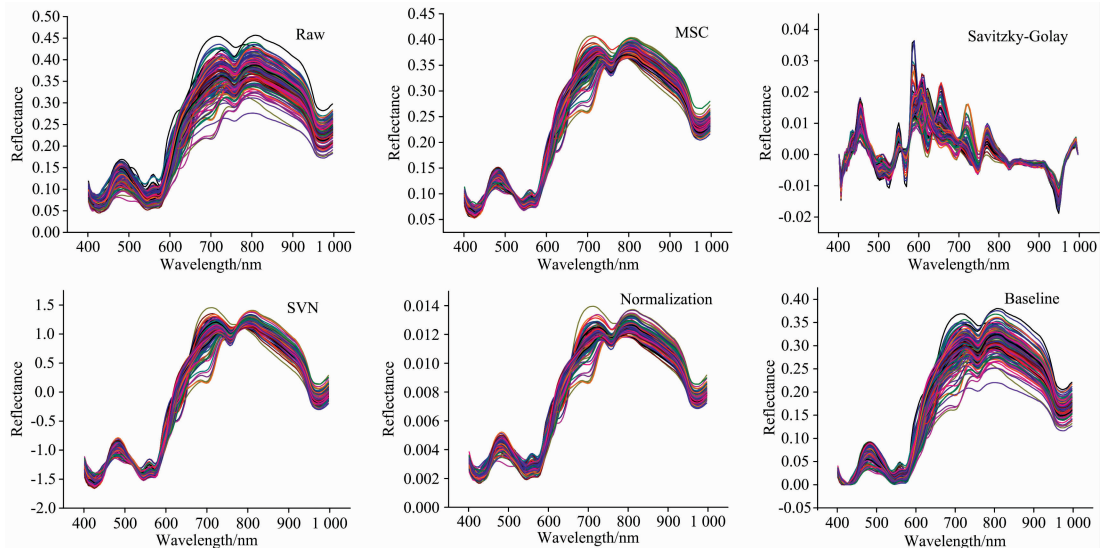 Raw
Reflectance
0.50
0.45
0.40
0.35
0.30
0.25
0.20
0.15
0.10
0.05
0.00
400 500 600 700 800 900 1 000
Wavelength/nm
MSC
Reflectance
0.45
0.40
0.35
0.30
0.25
0.20
0.15
0.10
0.05
400 500 600 700 800 900 1 000
Wavelength/nm
Savitzky-Golay
Reflectance
0.04
0.03
0.02
0.01
0.00
-0.01
-0.02
400 500 600 700 800 900 1 000
Wavelength/nm
SVN
Reflectance
1.5
1.0
0.5
0.0
-0.5
-1.0
-1.5
-2.0
400 500 600 700 800 900 1 000
Wavelength/nm
Normalization
Reflectance
0.014
0.012
0.010
0.008
0.006
0.004
0.002
0.000
400 500 600 700 800 900 1 000
Wavelength/nm
Baseline
Reflectance
0.40
0.35
0.30
0.25
0.20
0.15
0.10
0.05
0.00
-0.05
400 500 600 700 800 900 1 000
Wavelength/nm